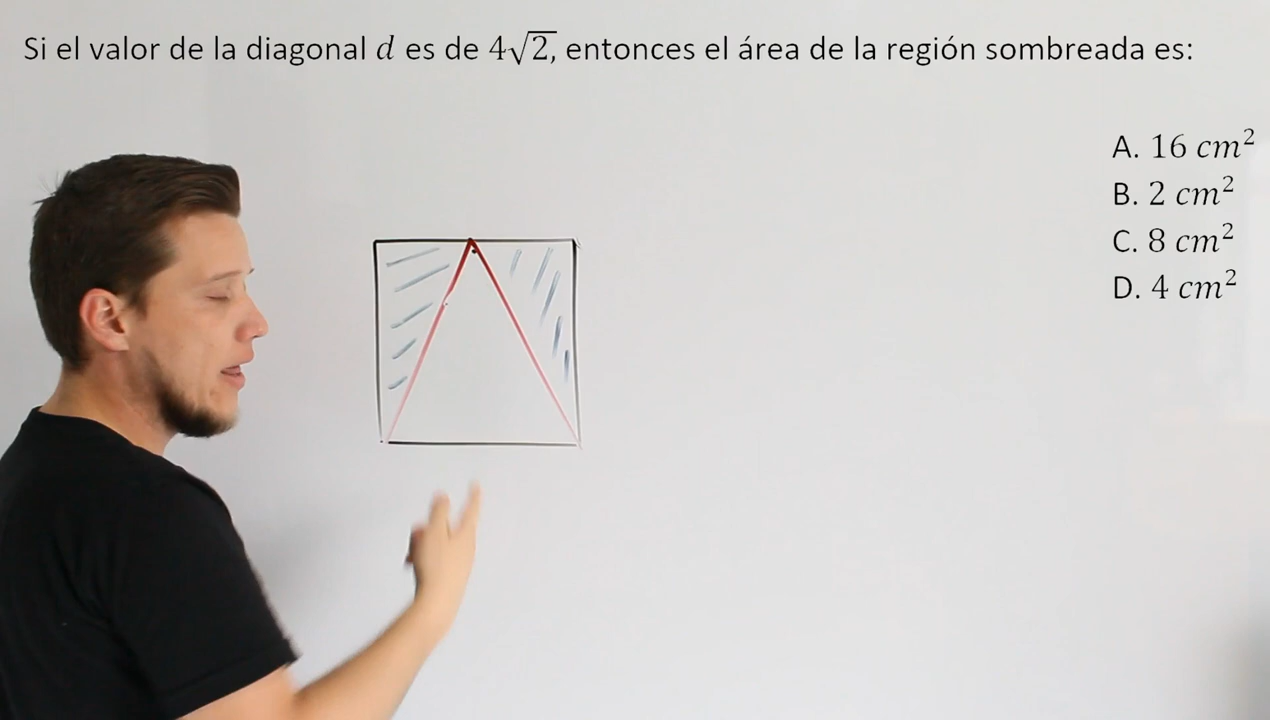 Si el valor de la diagonal d es de 4√2, entonces el área de la región sombreada es:
A. 16 cm²
B. 2 cm²
C. 8 cm²
D. 4 cm²